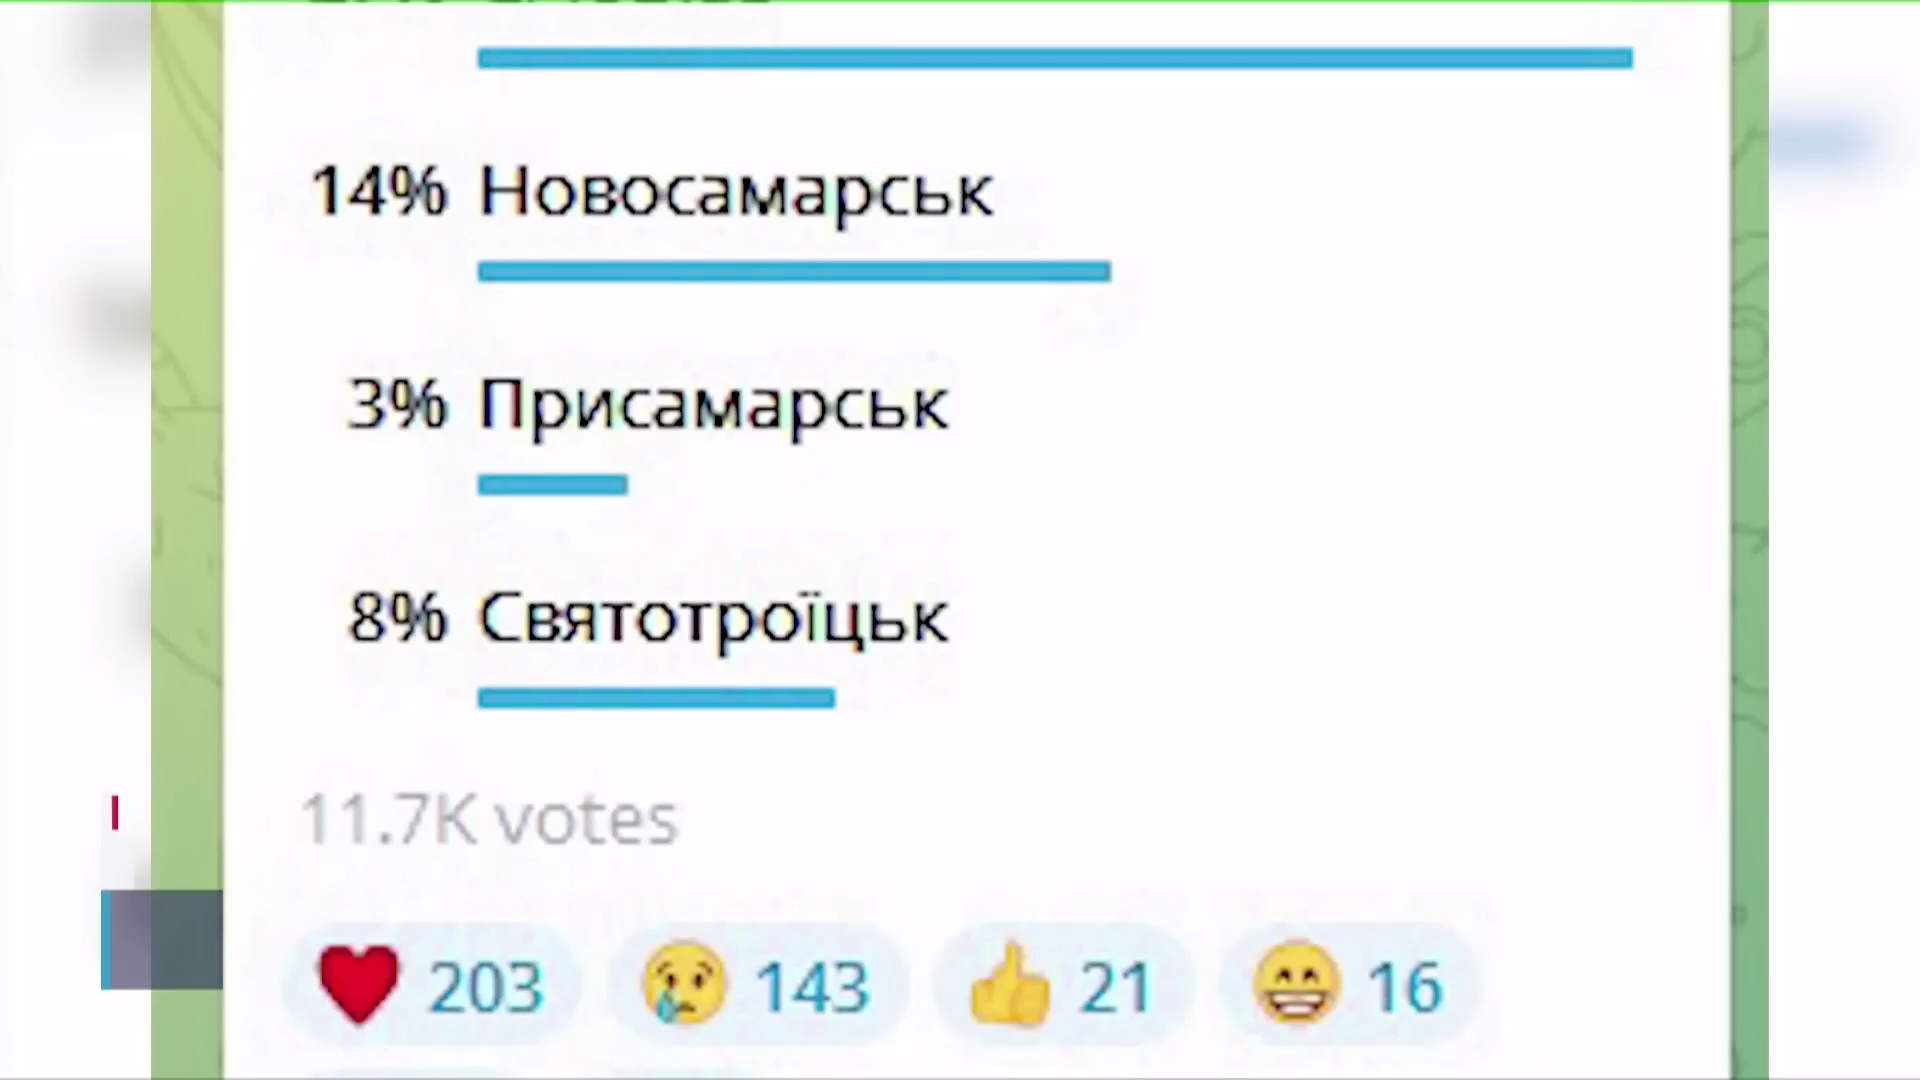 14% Новосамарськ
3% Присамарськ
8% Святотроїцьк
11.7K votes
203 143 21 16